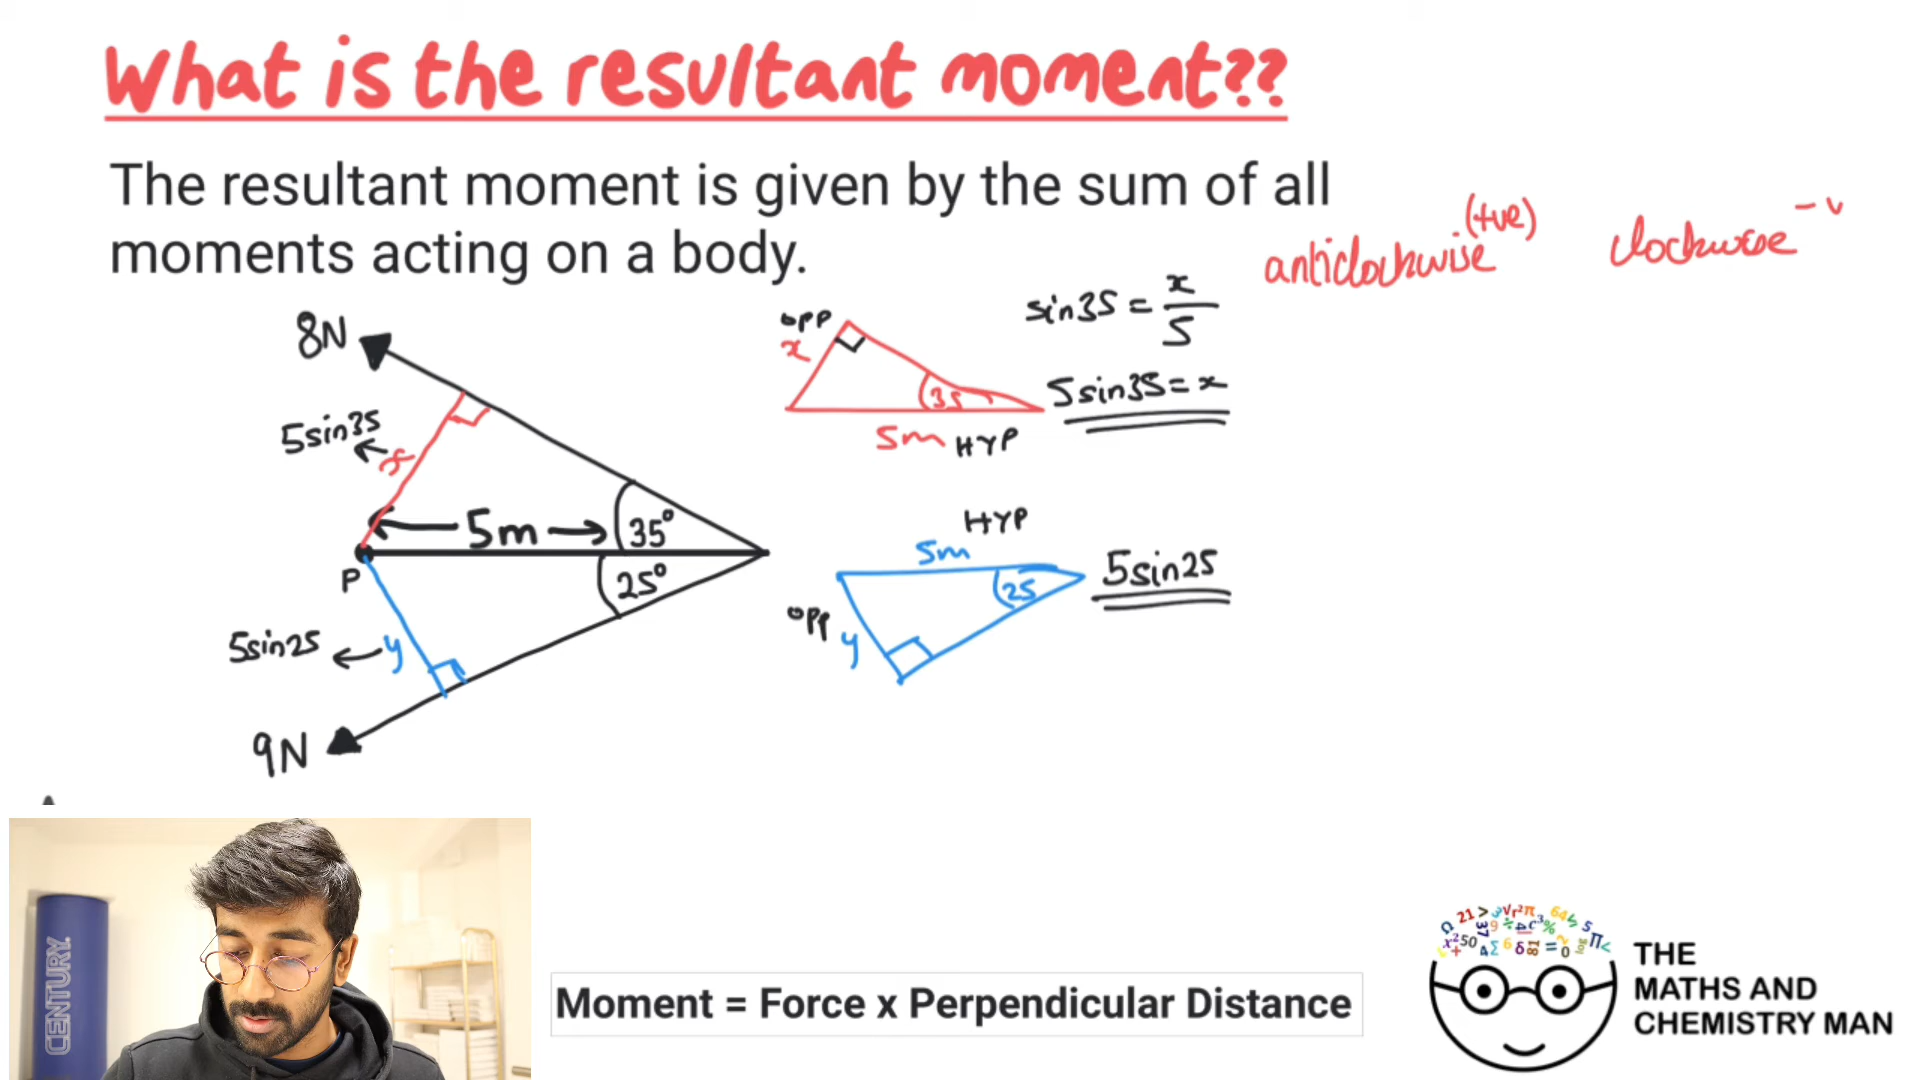 What is the resultant moment??
The resultant moment is given by the sum of all
moments acting on a body.
anticlockwise (+ve)
clockwise -v
8N
5sin35
x
5m
35°
25°
P
5sin25
y
9N
opp
x
35
5m HYP
sin35 = x/5
5sin35 = x
HYP
5m
25
opp
y
5sin25
CENTURY.
Moment = Force x Perpendicular Distance
THE
MATHS AND
CHEMISTRY MAN